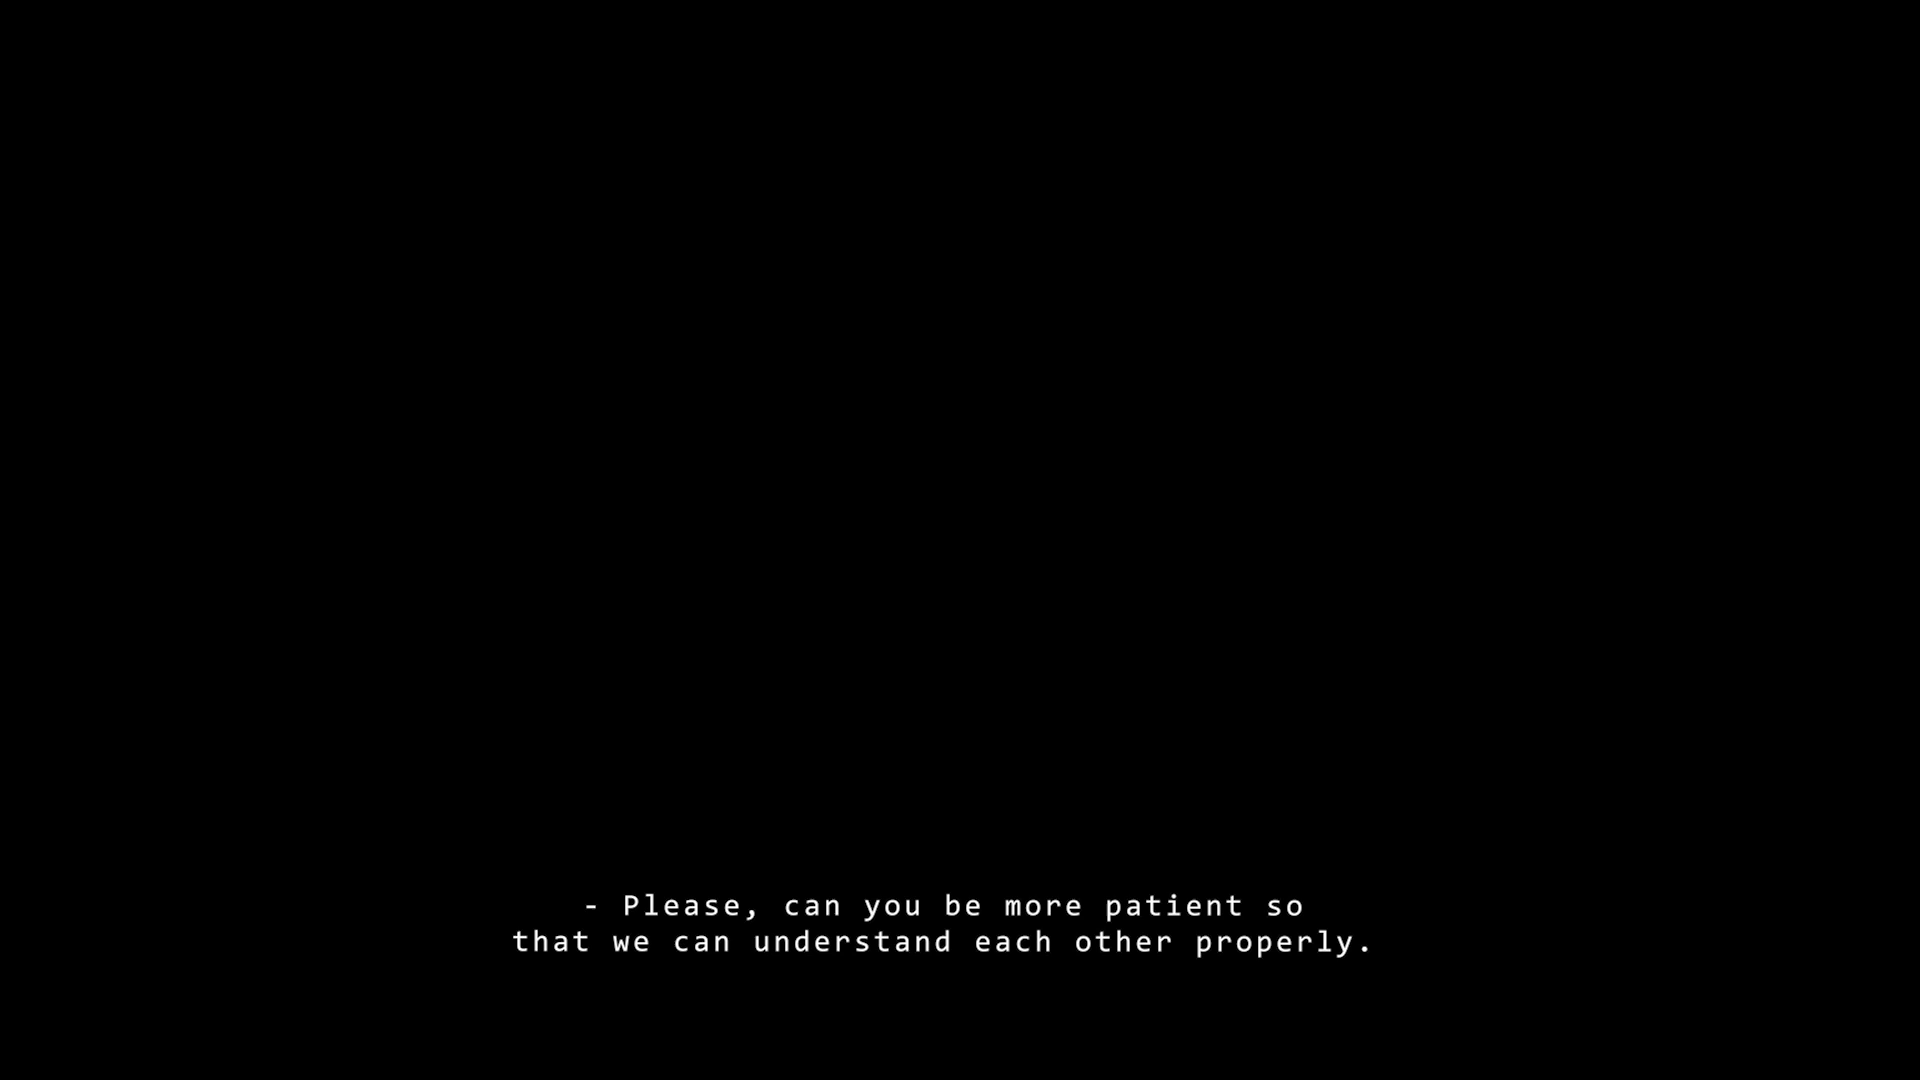 - Please, can you be more patient so
that we can understand each other properly.